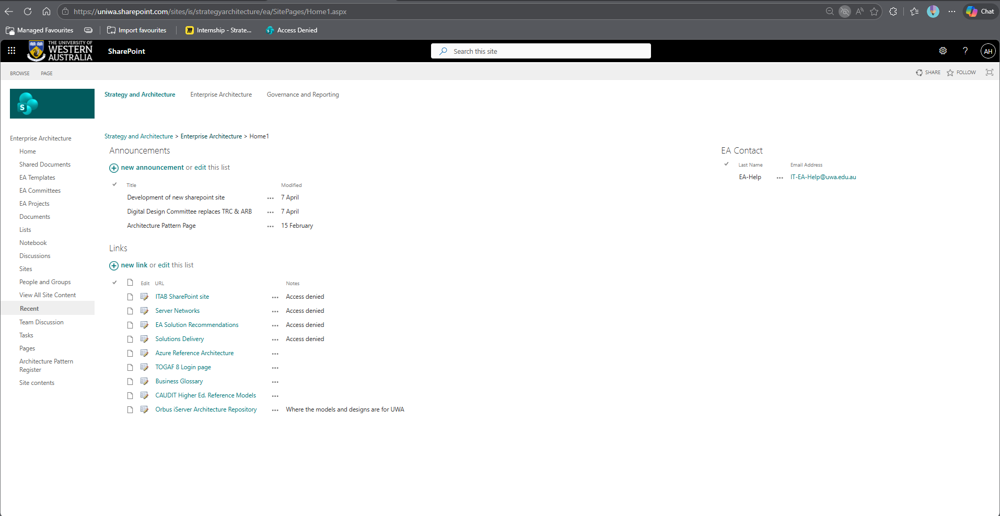 https://uniwa.sharepoint.com/sites/is/strategyarchitecture/ea/SitePages/Home1.aspx
Chat
Managed Favourites
Import favourites
Internship - Strate...
Access Denied
THE UNIVERSITY OF
WESTERN
AUSTRALIA
SharePoint
Search this site
?
AH
BROWSE PAGE
SHARE FOLLOW
S
Strategy and Architecture Enterprise Architecture Governance and Reporting
Enterprise Architecture
Home
Shared Documents
EA Templates
EA Committees
EA Projects
Documents
Lists
Notebook
Discussions
Sites
People and Groups
View All Site Content
Recent
Team Discussion
Tasks
Pages
Architecture Pattern
Register
Site contents
Strategy and Architecture > Enterprise Architecture > Home1
Announcements
new announcement or edit this list
Title Modified
Development of new sharepoint site ... 7 April
Digital Design Committee replaces TRC & ARB ... 7 April
Architecture Pattern Page ... 15 February
Links
new link or edit this list
Edit URL Notes
ITAB SharePoint site ... Access denied
Server Networks ... Access denied
EA Solution Recommendations ... Access denied
Solutions Delivery ... Access denied
Azure Reference Architecture ...
TOGAF 8 Login page ...
Business Glossary ...
CAUDIT Higher Ed. Reference Models ...
Orbus iServer Architecture Repository ... Where the models and designs are for UWA
EA Contact
Last Name Email Address
EA-Help ... IT-EA-Help@uwa.edu.au